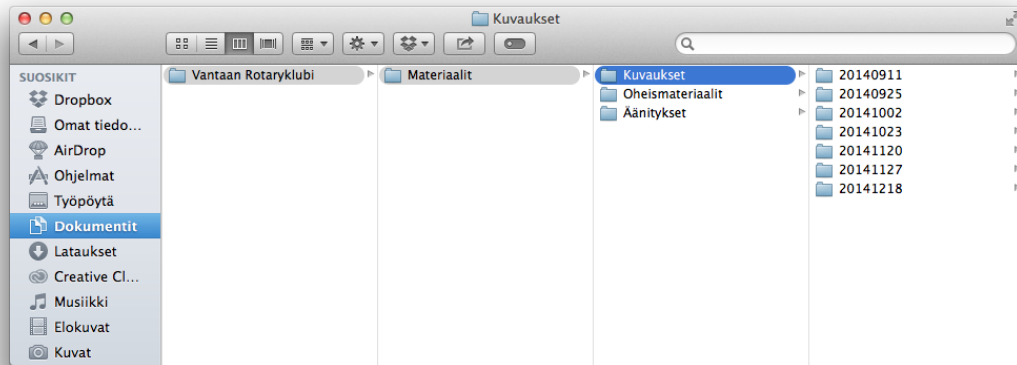 Kuvaukset
SUOSIKIT
Dropbox
Omat tiedo...
AirDrop
Ohjelmat
Työpöytä
Dokumentit
Lataukset
Creative Cl...
Musiikki
Elokuvat
Kuvat
Vantaan Rotaryklubi
Materiaalit
Kuvaukset
Oheismateriaalit
Äänitykset
20140911
20140925
20141002
20141023
20141120
20141127
20141218